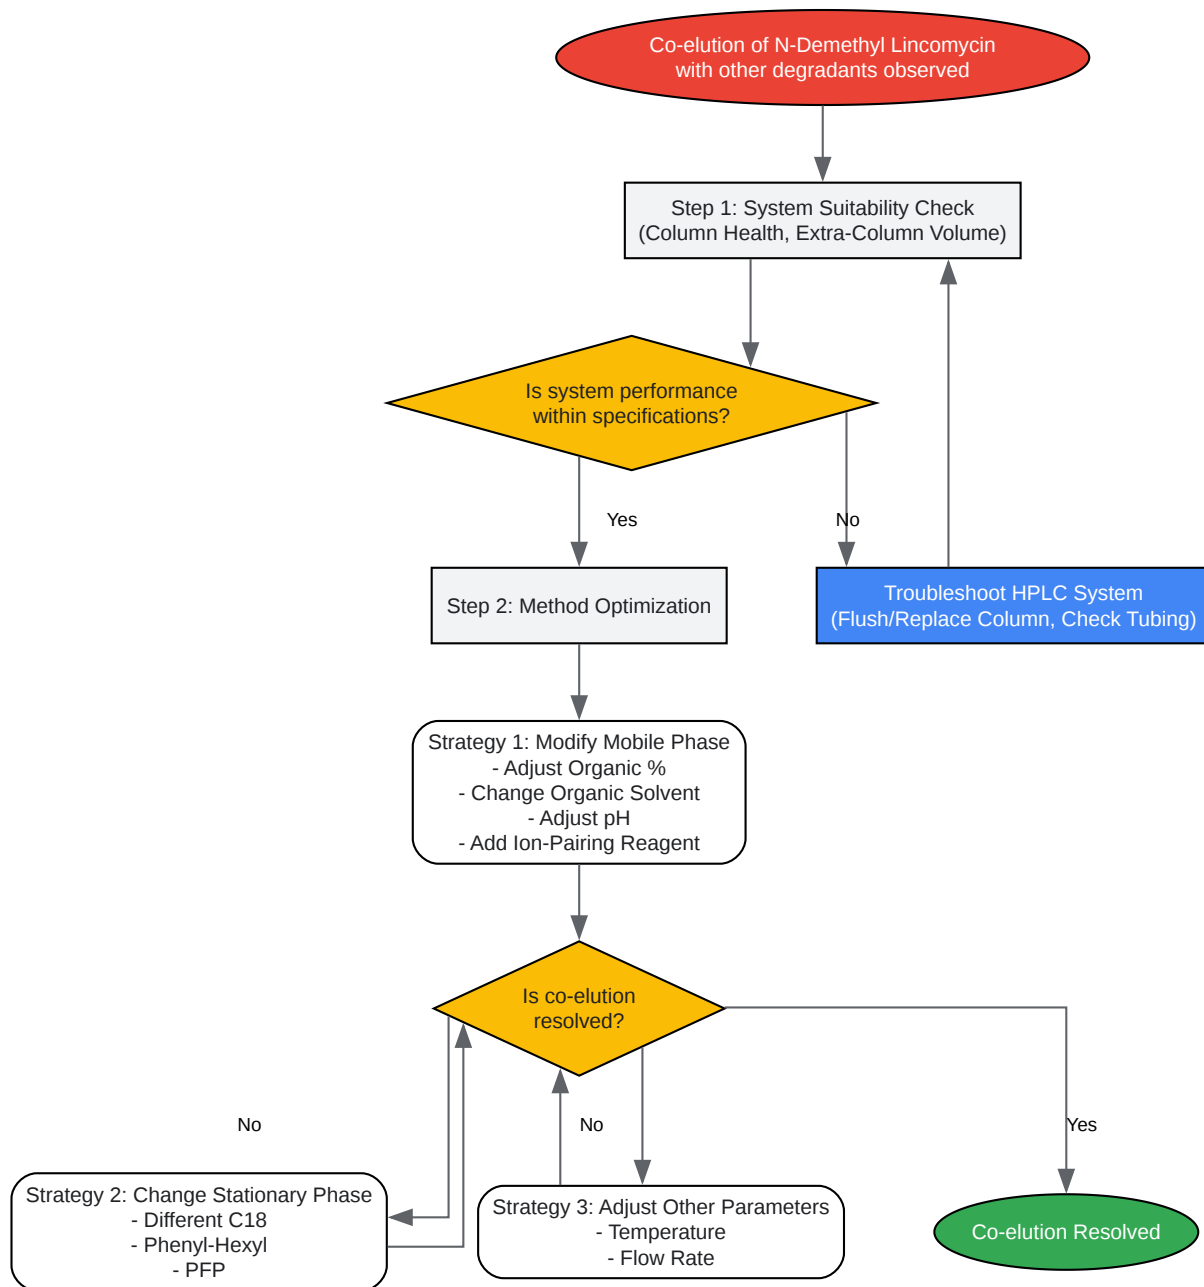 Co-elution of N-Demethyl Lincomycin
with other degradants observed
Step 1: System Suitability Check
(Column Health, Extra-Column Volume)
Is system performance
within specifications?
Yes
No
Step 2: Method Optimization
Troubleshoot HPLC System
(Flush/Replace Column, Check Tubing)
Strategy 1: Modify Mobile Phase
- Adjust Organic %
- Change Organic Solvent
- Adjust pH
- Add Ion-Pairing Reagent
Is co-elution
resolved?
No
No
Yes
Strategy 2: Change Stationary Phase
- Different C18
- Phenyl-Hexyl
- PFP
Strategy 3: Adjust Other Parameters
- Temperature
- Flow Rate
Co-elution Resolved